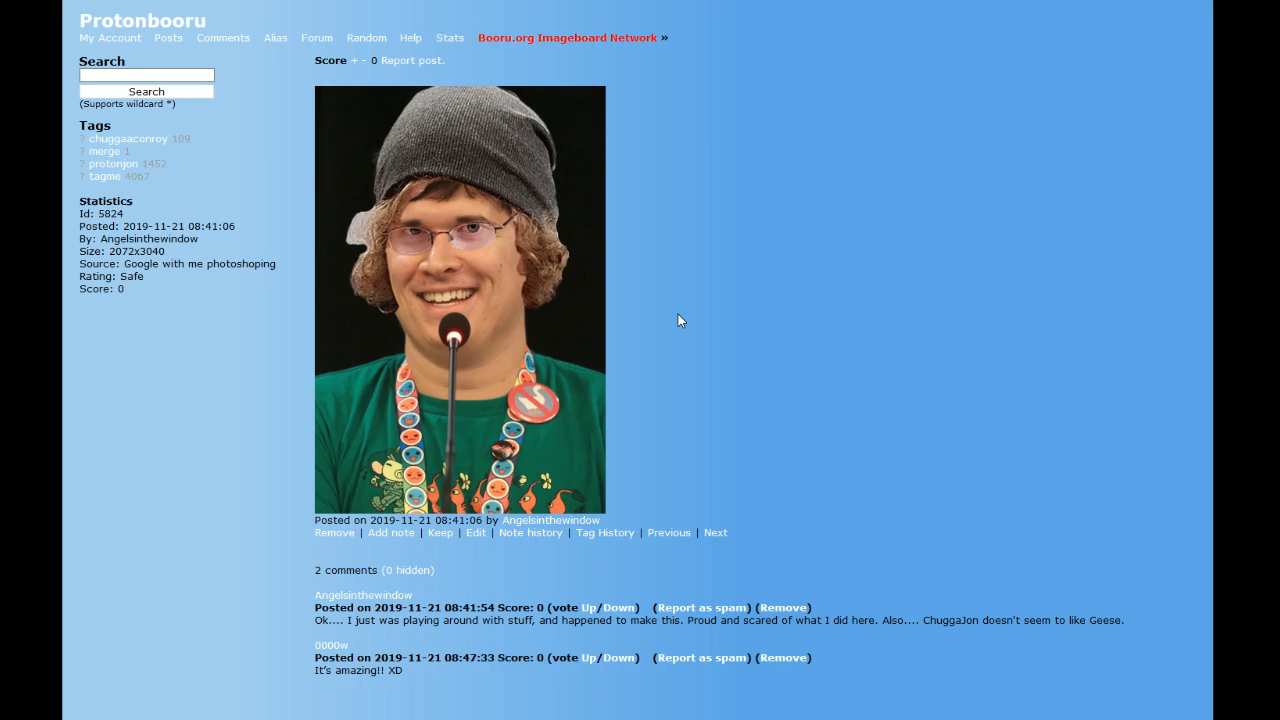 Protonbooru
My Account Posts Comments Alias Forum Random Help Stats Booru.org Imageboard Network »
Search
Search
(Supports wildcard *)
Tags
? chuggaaconroy 109
? merge 1
? protonjon 1452
? tagme 4067
Statistics
Id: 5824
Posted: 2019-11-21 08:41:06
By: Angelsinthewindow
Size: 2072x3040
Source: Google with me photoshoping
Rating: Safe
Score: 0
Score + - 0 Report post.
Posted on 2019-11-21 08:41:06 by Angelsinthewindow
Remove | Add note | Keep | Edit | Note history | Tag History | Previous | Next
2 comments (0 hidden)
Angelsinthewindow
Posted on 2019-11-21 08:41:54 Score: 0 (vote Up/Down) (Report as spam) (Remove)
Ok.... I just was playing around with stuff, and happened to make this. Proud and scared of what I did here. Also.... ChuggaJon doesn't seem to like Geese.
0000w
Posted on 2019-11-21 08:47:33 Score: 0 (vote Up/Down) (Report as spam) (Remove)
It's amazing!! XD